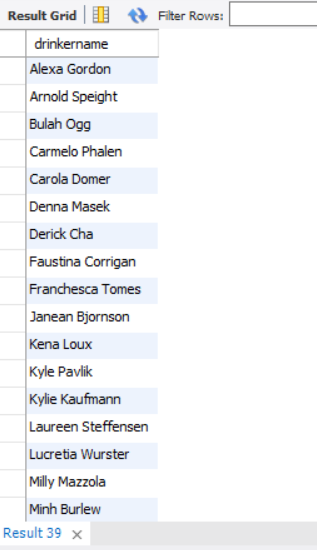 Result Grid Filter Rows:
drinkername
Alexa Gordon
Arnold Speight
Bulah Ogg
Carmelo Phalen
Carola Domer
Denna Masek
Derick Cha
Faustina Corrigan
Franchesca Tomes
Janean Bjornson
Kena Loux
Kyle Pavlik
Kylie Kaufmann
Laureen Steffensen
Lucretia Wurster
Milly Mazzola
Minh Burlew
Result 39